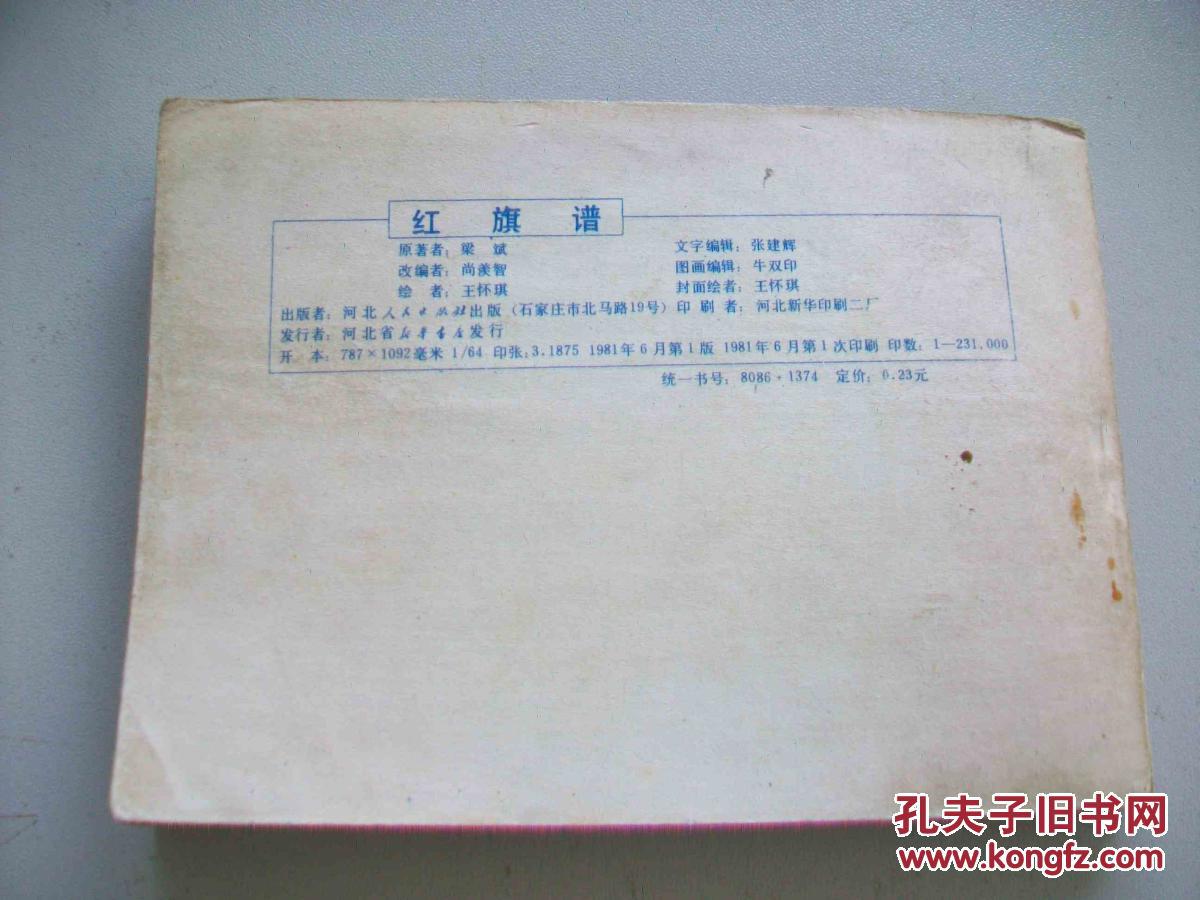 红旗谱
原著者：梁 斌 文字编辑：张建辉
改编者：尚羡智 图画编辑：牛双印
绘 者：王怀琪 封面绘者：王怀琪
出版者：河北人民出版社出版（石家庄市北马路19号）印 刷 者：河北新华印刷二厂
发行者：河北省新华书店发行
开 本：787×1092毫米 1/64 印张：3.1875 1981年6月第1版 1981年6月第1次印刷 印数：1—231,000
统一书号：8086·1374 定价：0.23元
孔夫子旧书网
www.kongfz.com